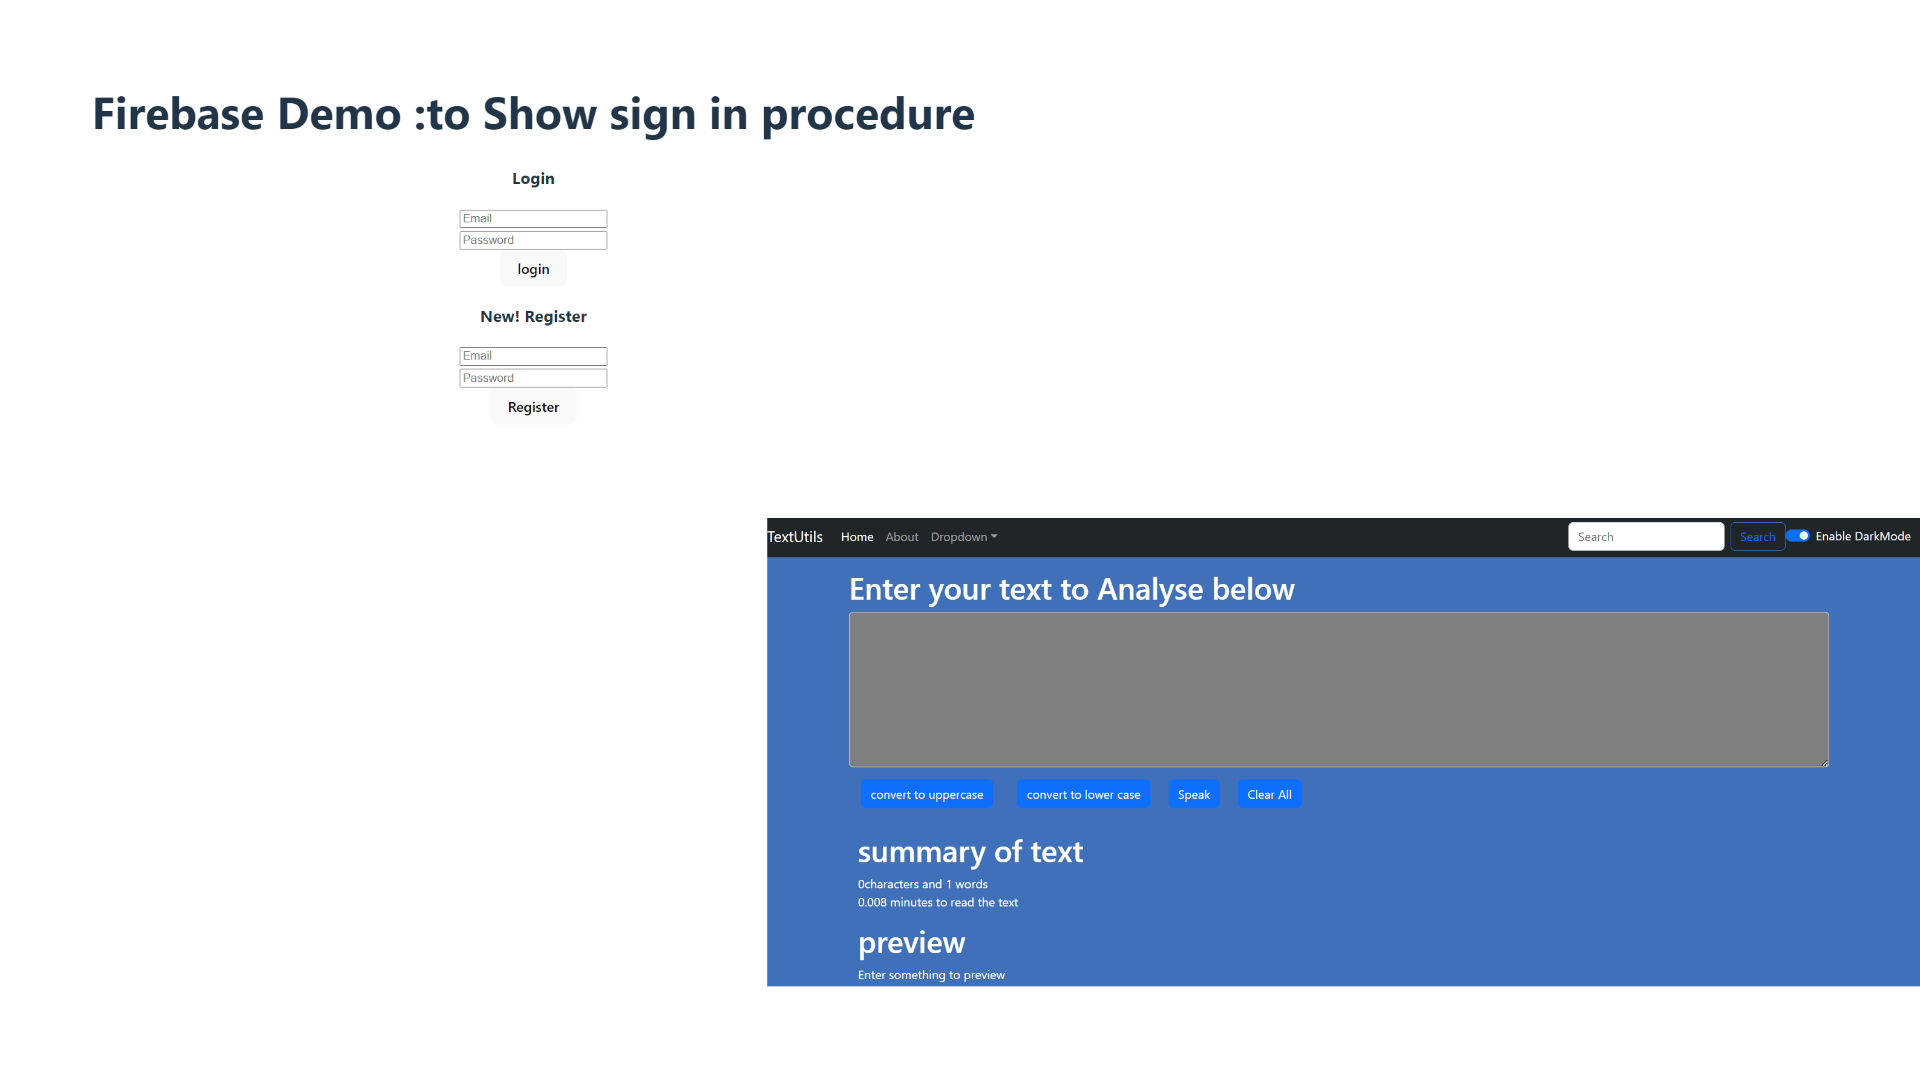 Firebase Demo :to Show sign in procedure
Login
Email
Password
login
New! Register
Email
Password
Register
TextUtils Home About Dropdown Search Search Enable DarkMode
Enter your text to Analyse below
convert to uppercase convert to lower case Speak Clear All
summary of text
0characters and 1 words
0.008 minutes to read the text
preview
Enter something to preview